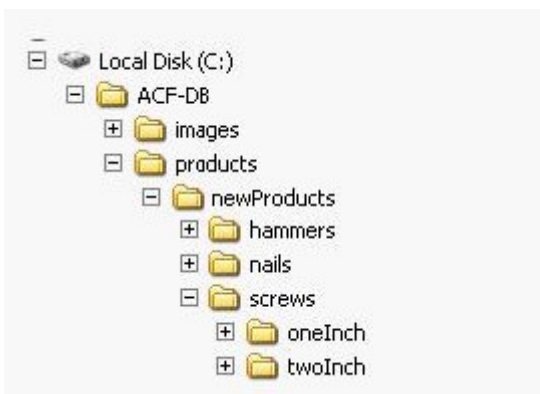 Local Disk (C:)
ACF-DB
images
products
newProducts
hammers
nails
screws
oneInch
twoInch